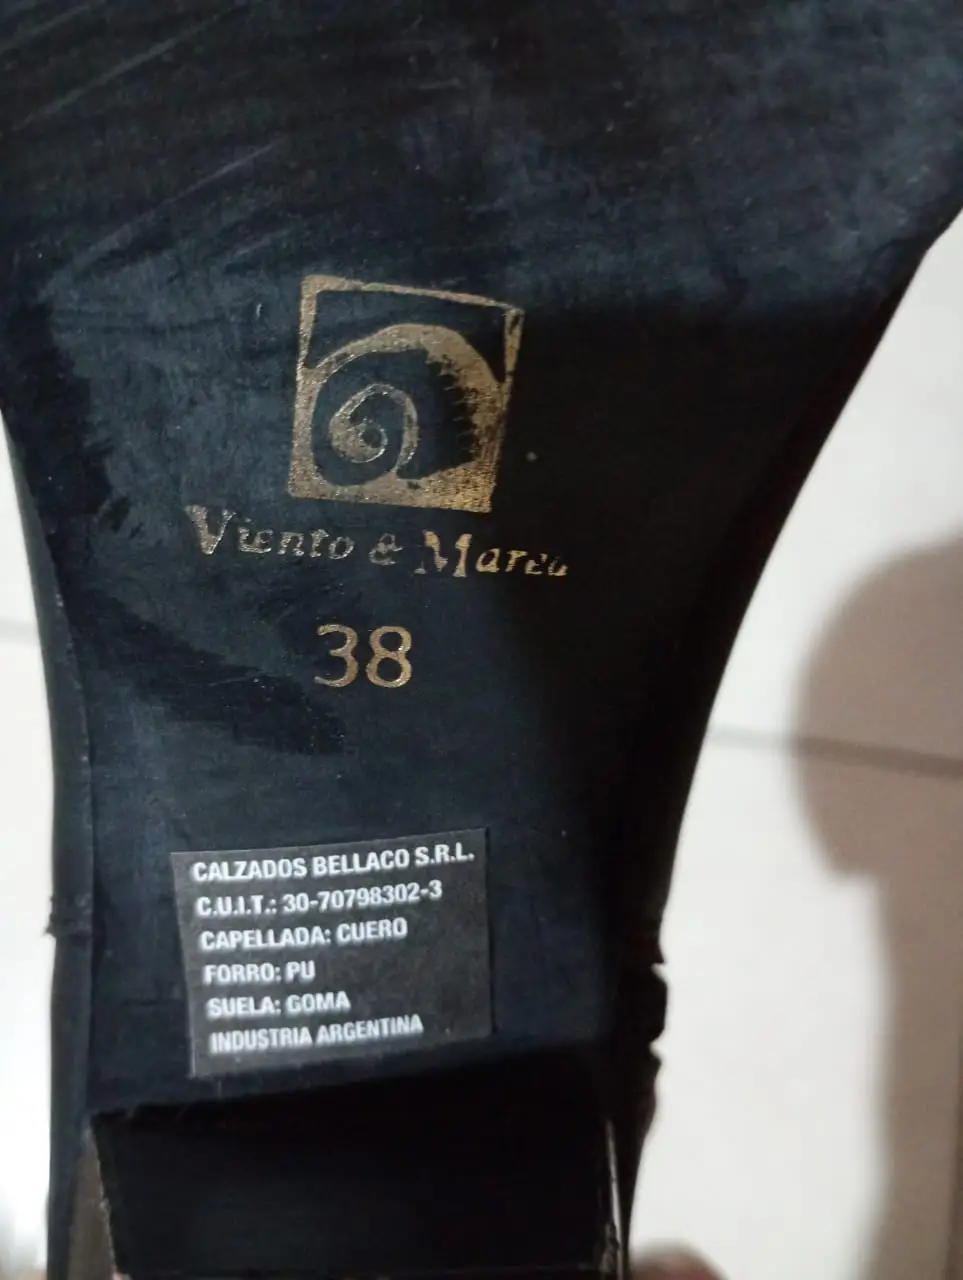 Viento & Marea
38
CALZADOS BELLACO S.R.L.
C.U.I.T.: 30-70798302-3
CAPELLADA: CUERO
FORRO: PU
SUELA: GOMA
INDUSTRIA ARGENTINA